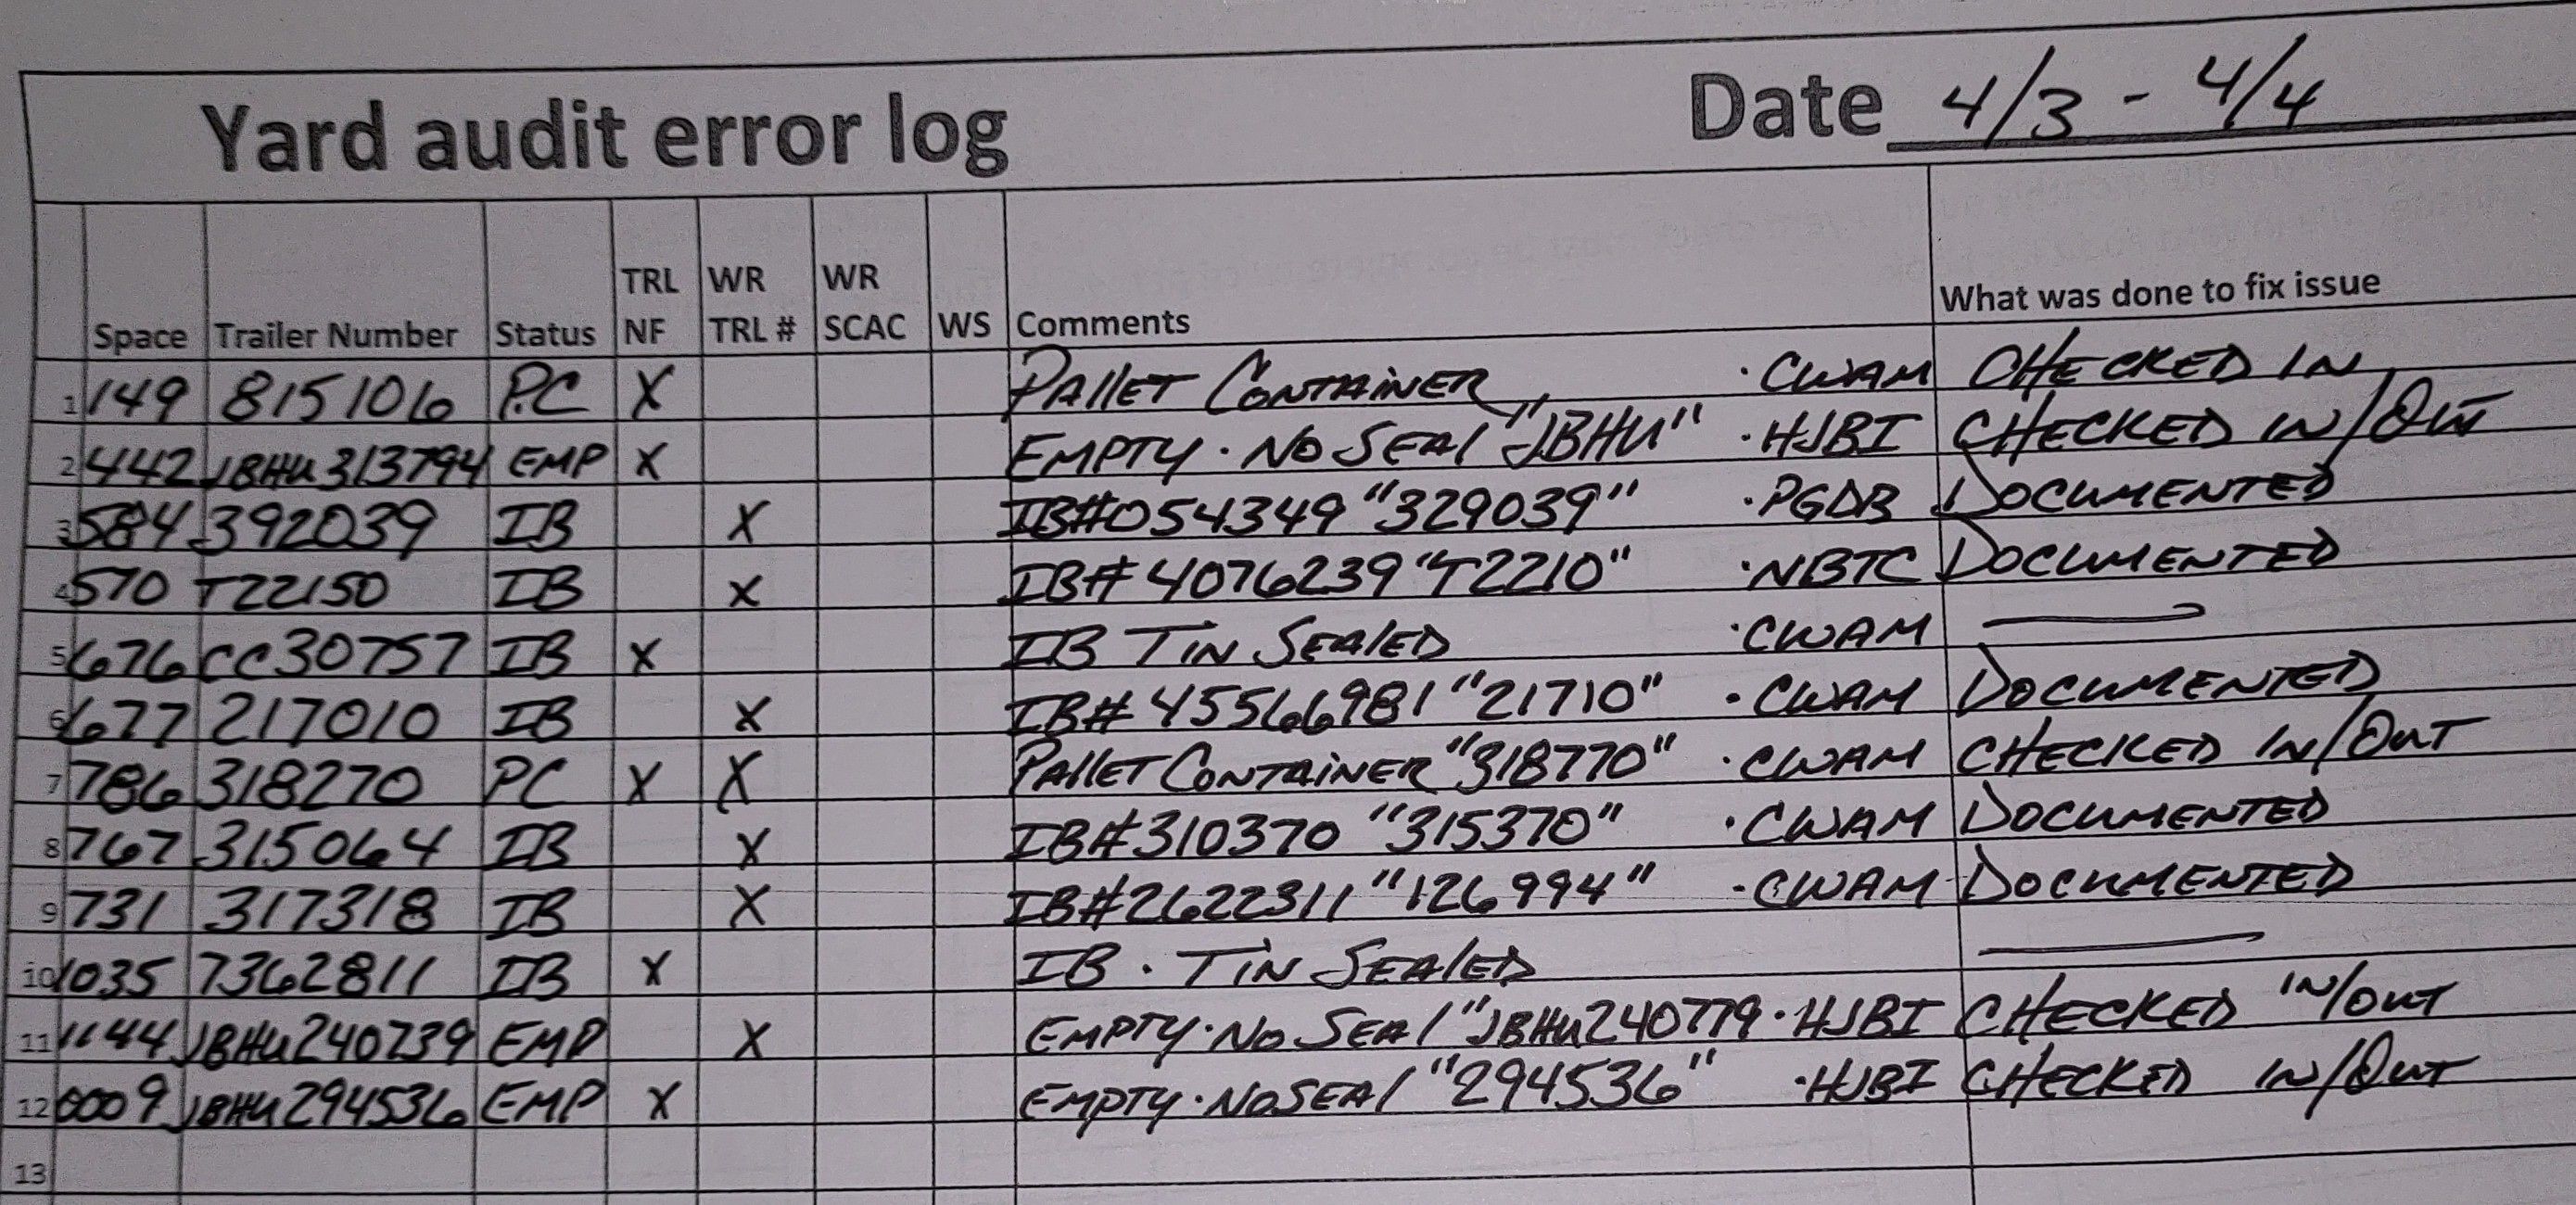 Yard audit error log Date 4/3 - 4/4
Space Trailer Number Status TRL NF WR TRL # WR SCAC WS Comments What was done to fix issue
1 149 815106 P.C X PALLET CONTAINER ·CWAM CHECKED IN
2 442 JBHU313794 EMP X EMPTY · NO SEAL "JBHU" ·HJBI CHECKED IN/OUT
3 584 392039 IB X IB#054349 "329039" ·PGDB DOCUMENTED
4 570 T22150 IB X IB# 4076239 "T2210" ·NBTC DOCUMENTED
5 676 CC30757 IB X IB TIN SEALED ·CWAM —
6 677 217010 IB X IB# 45566981 "21710" ·CWAM DOCUMENTED
7 786 318270 PC X X PALLET CONTAINER "318770" ·CWAM CHECKED IN/OUT
8 767 315064 IB X IB#310370 "315370" ·CWAM DOCUMENTED
9 731 317318 IB X IB#2622311 "126994" -CWAM DOCUMENTED
10 1035 7362811 IB X IB · TIN SEALED —
11 1144 JBHU240739 EMP X EMPTY·NO SEAL "JBHU240779·HJBI CHECKED IN/OUT
12 0009 JBHU294536 EMP X EMPTY·NO SEAL "294536" ·HJBI CHECKED IN/OUT
13